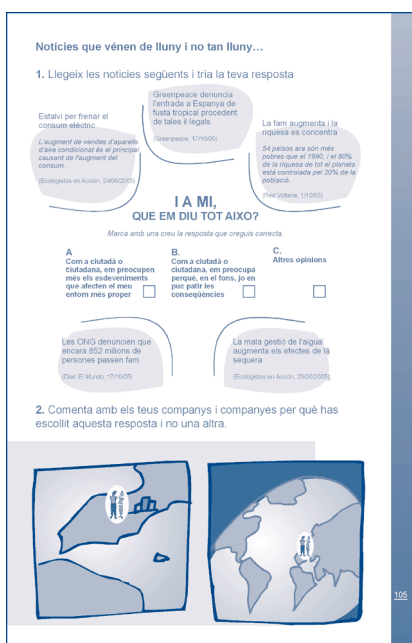 Notícies que vénen de lluny i no tan lluny…
1. Llegeix les noticies següents i tria la teva resposta
Greenpeace denuncia
l'entrada a Espanya de
fusta tropical procedent
de tales il·legals
(Greenpeace, 17/10/05)
Estalvi per frenar el
consum elèctric
L'augment de vendes d'aparells
d'aire condicionat és el principal
causant de l'augment del
consum.
(Ecologistas en Acción, 24/06/2005)
La fam augmenta i la
riquesa es concentra
54 països ara són més
pobres que el 1990, i el 80%
de la riquesa de tot el planeta
està controlada pel 20% de la
població.
(Red Voltaire, 1/10/05)
I A MI,
QUE EM DIU TOT AIXO?
Marca amb una creu la resposta que creguis correcta
A
Com a ciutadà o
ciutadana, em preocupen
més els esdeveniments
que afecten el meu
entorn més proper
B.
Com a ciutadà o
ciutadana, em preocupa
perquè, en el fons, jo en
puc patir les
conseqüències
C.
Altres opinions
Les ONG denuncien que
encara 852 milions de
persones passen fam
(Diari El Mundo, 17/10/05)
La mala gestió de l'aigua
augmenta els efectes de la
sequera
(Ecologistas en Acción, 29/06/2005)
2. Comenta amb els teus companys i companyes per què has
escollit aquesta resposta i no una altra.
105